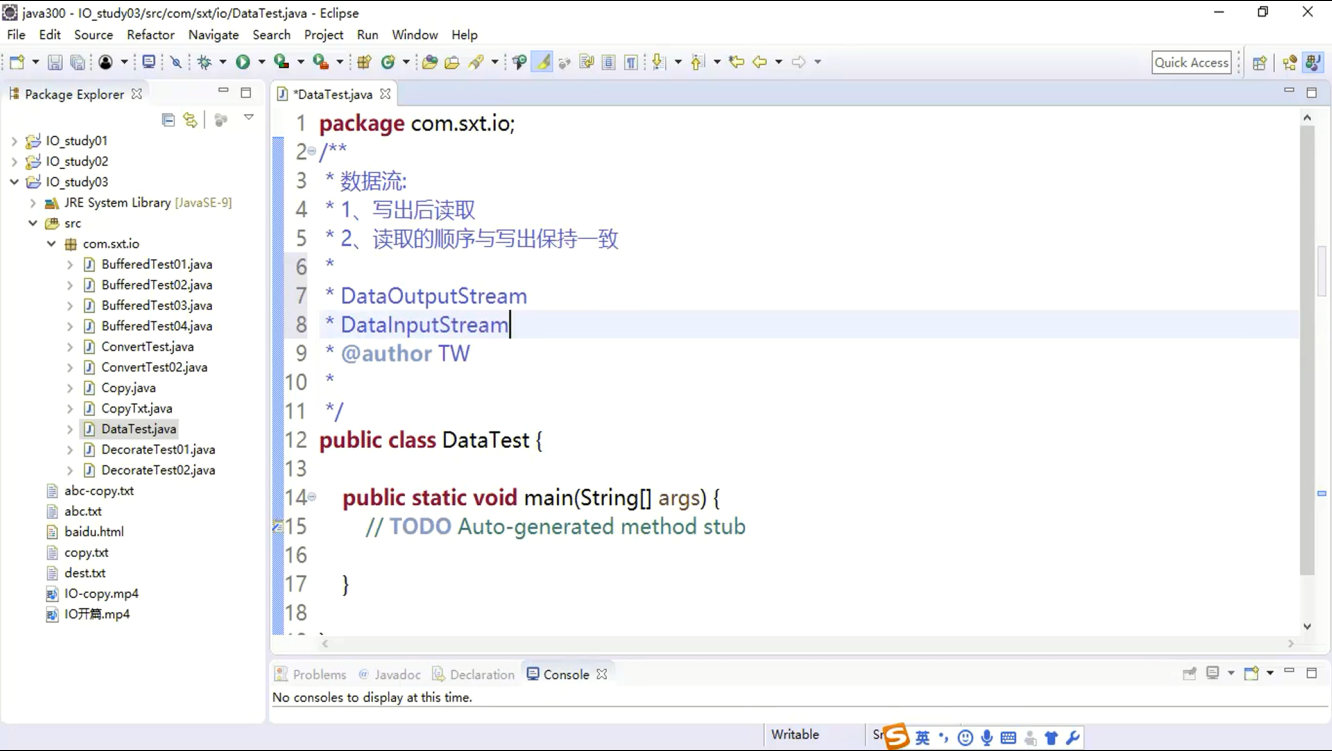 java300 - IO_study03/src/com/sxt/io/DataTest.java - Eclipse
File Edit Source Refactor Navigate Search Project Run Window Help
Quick Access
Package Explorer
*DataTest.java
IO_study01
IO_study02
IO_study03
JRE System Library [JavaSE-9]
src
com.sxt.io
BufferedTest01.java
BufferedTest02.java
BufferedTest03.java
BufferedTest04.java
ConvertTest.java
ConvertTest02.java
Copy.java
CopyTxt.java
DataTest.java
DecorateTest01.java
DecorateTest02.java
abc-copy.txt
abc.txt
baidu.html
copy.txt
dest.txt
IO-copy.mp4
IO开篇.mp4
1 package com.sxt.io;
2 /**
3 * 数据流:
4 * 1、写出后读取
5 * 2、读取的顺序与写出保持一致
6 *
7 * DataOutputStream
8 * DataInputStream
9 * @author TW
10 *
11 */
12 public class DataTest {
13
14 public static void main(String[] args) {
15 // TODO Auto-generated method stub
16
17 }
18
Problems @ Javadoc Declaration Console
No consoles to display at this time.
Writable
S 英